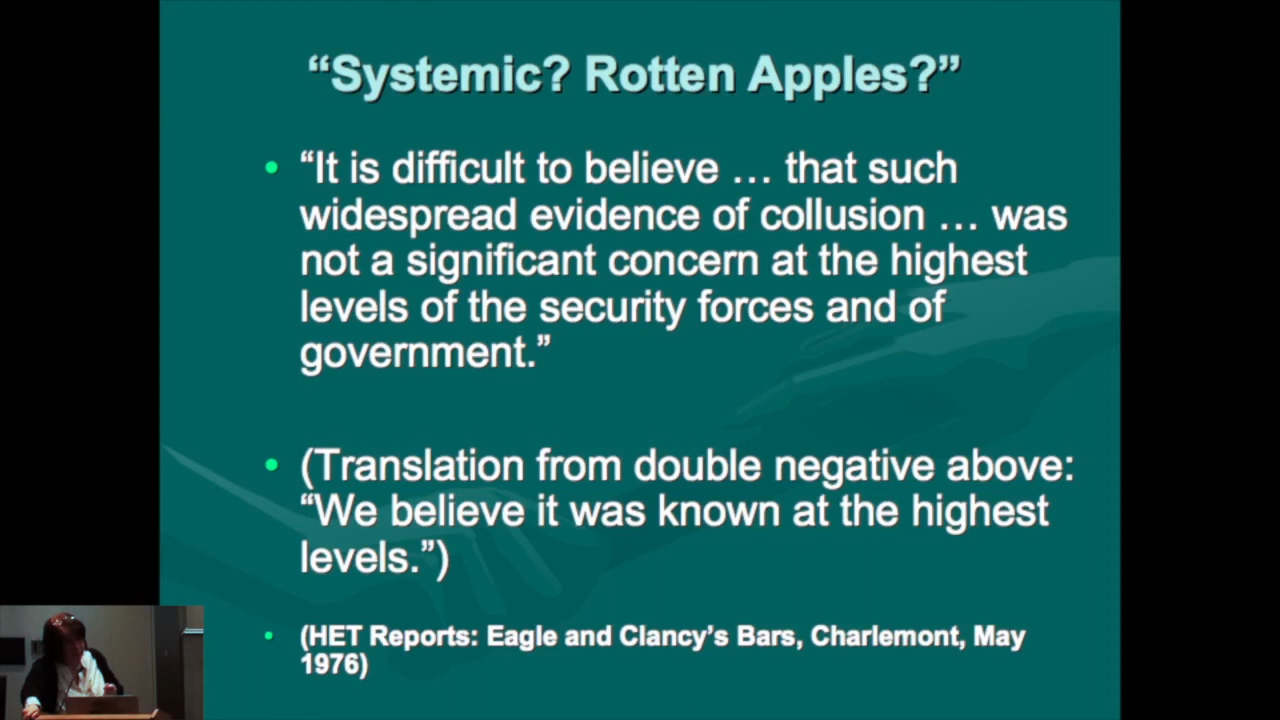 “Systemic? Rotten Apples?”
• “It is difficult to believe … that such
widespread evidence of collusion … was
not a significant concern at the highest
levels of the security forces and of
government.”
• (Translation from double negative above:
“We believe it was known at the highest
levels.”)
• (HET Reports: Eagle and Clancy’s Bars, Charlemont, May
1976)